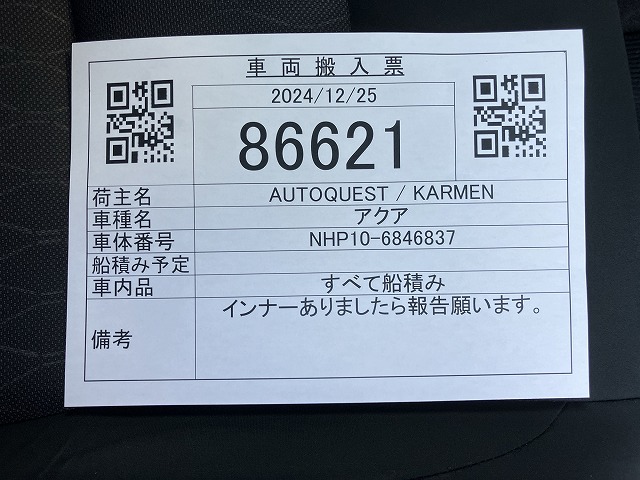 車両搬入票
2024/12/25
86621
荷主名 AUTOQUEST / KARMEN
車種名 アクア
車体番号 NHP10-6846837
船積み予定
車内品 すべて船積み
備考 インナーありましたら報告願います。